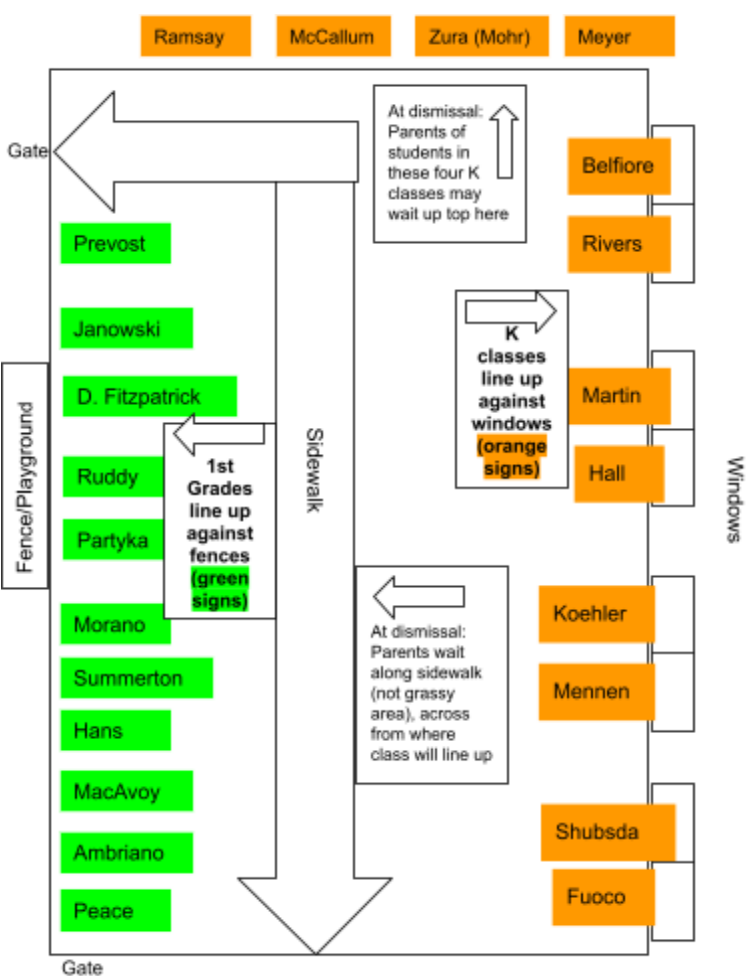 Ramsay
McCallum
Zura (Mohr)
Meyer
Gate
At dismissal:
Parents of
students in
these four K
classes may
wait up top here
Belfiore
Prevost
Rivers
Janowski
K
classes
line up
against
windows
(orange
signs)
Martin
D. Fitzpatrick
Fence/Playground
Sidewalk
Ruddy
1st
Grades
line up
against
fences
(green
signs)
Hall
Windows
Partyka
Morano
At dismissal:
Parents wait
along sidewalk
(not grassy
area), across
from where
class will line up
Koehler
Summerton
Mennen
Hans
MacAvoy
Shubsda
Ambriano
Fuoco
Peace
Gate